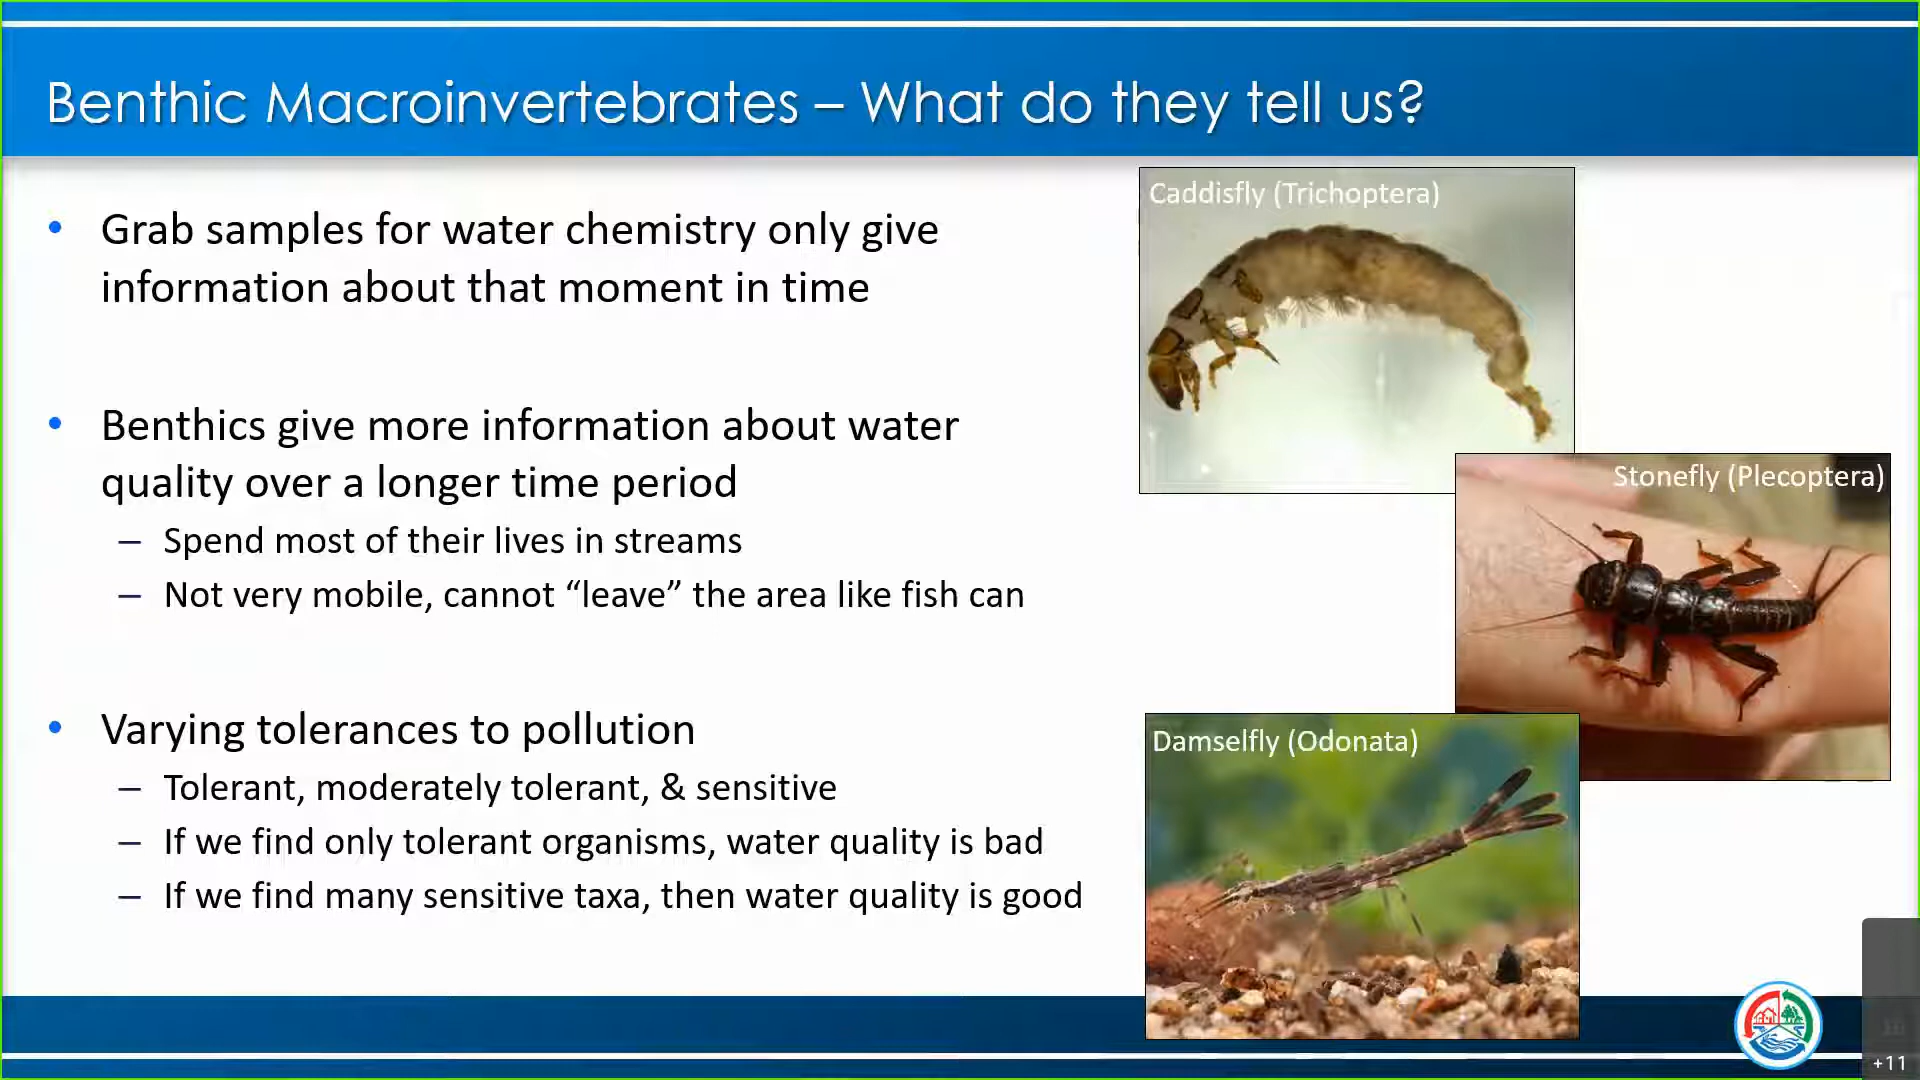 Benthic Macroinvertebrates – What do they tell us?
• Grab samples for water chemistry only give
information about that moment in time
• Benthics give more information about water
quality over a longer time period
– Spend most of their lives in streams
– Not very mobile, cannot “leave” the area like fish can
• Varying tolerances to pollution
– Tolerant, moderately tolerant, & sensitive
– If we find only tolerant organisms, water quality is bad
– If we find many sensitive taxa, then water quality is good
Caddisfly (Trichoptera)
Stonefly (Plecoptera)
Damselfly (Odonata)
+11